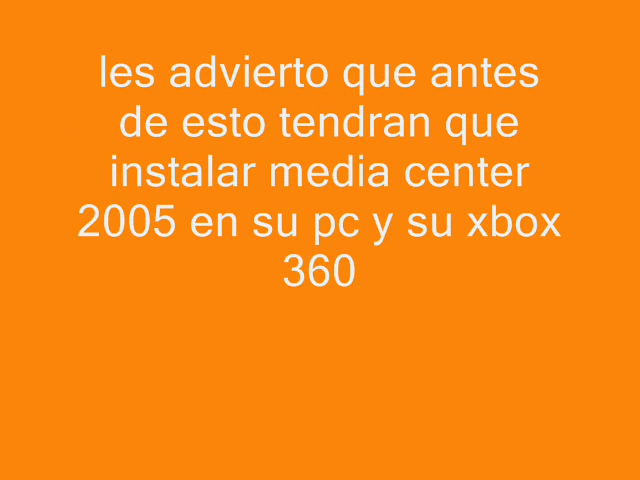 les advierto que antes
de esto tendran que
instalar media center
2005 en su pc y su xbox
360